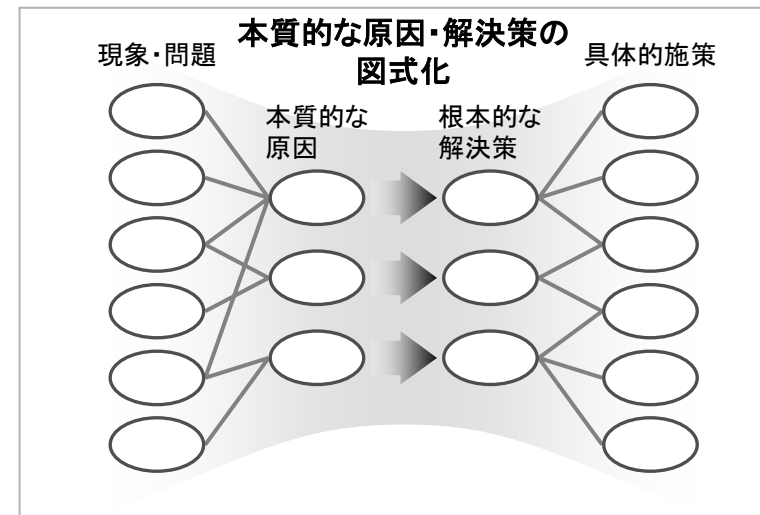 本質的な原因・解決策の
図式化
現象・問題
具体的施策
本質的な
原因
根本的な
解決策